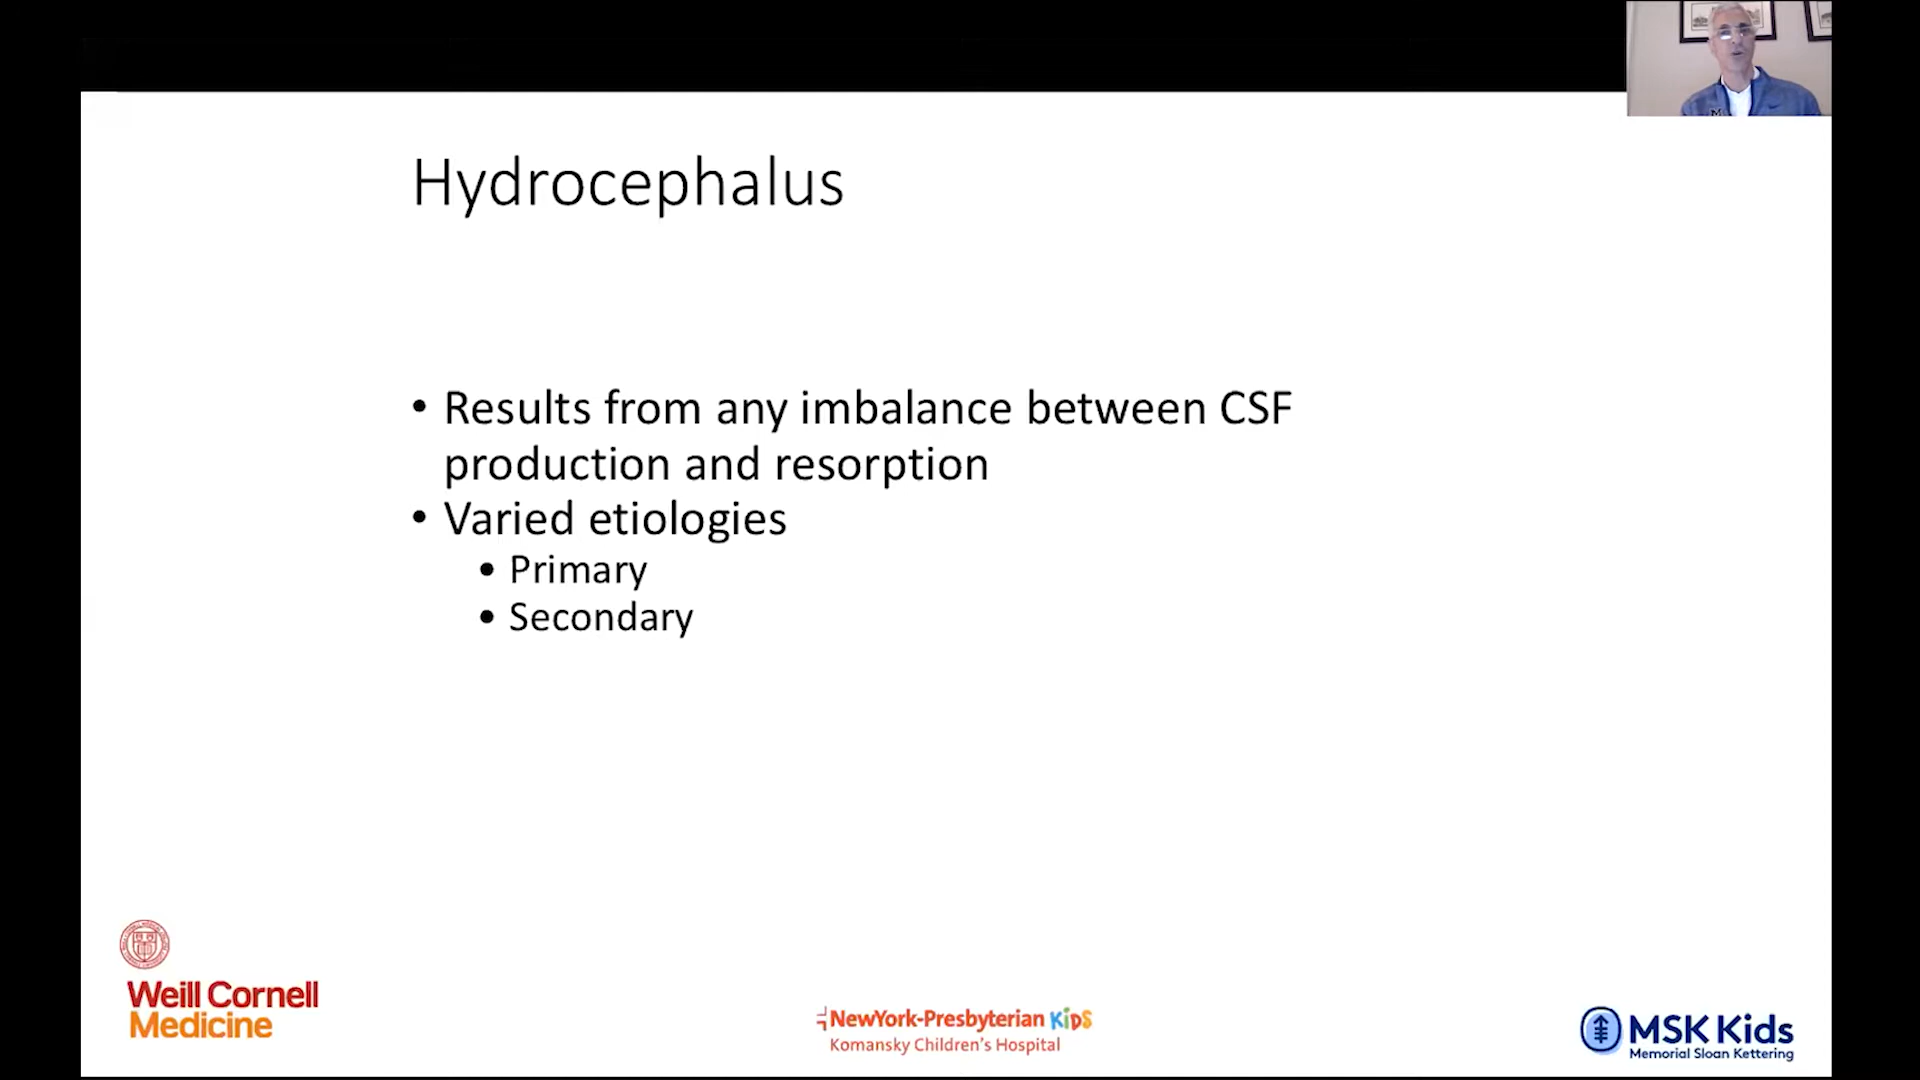 Hydrocephalus
• Results from any imbalance between CSF
production and resorption
• Varied etiologies
• Primary
• Secondary
Weill Cornell
Medicine
NewYork-Presbyterian KiDS
Komansky Children's Hospital
MSK Kids
Memorial Sloan Kettering